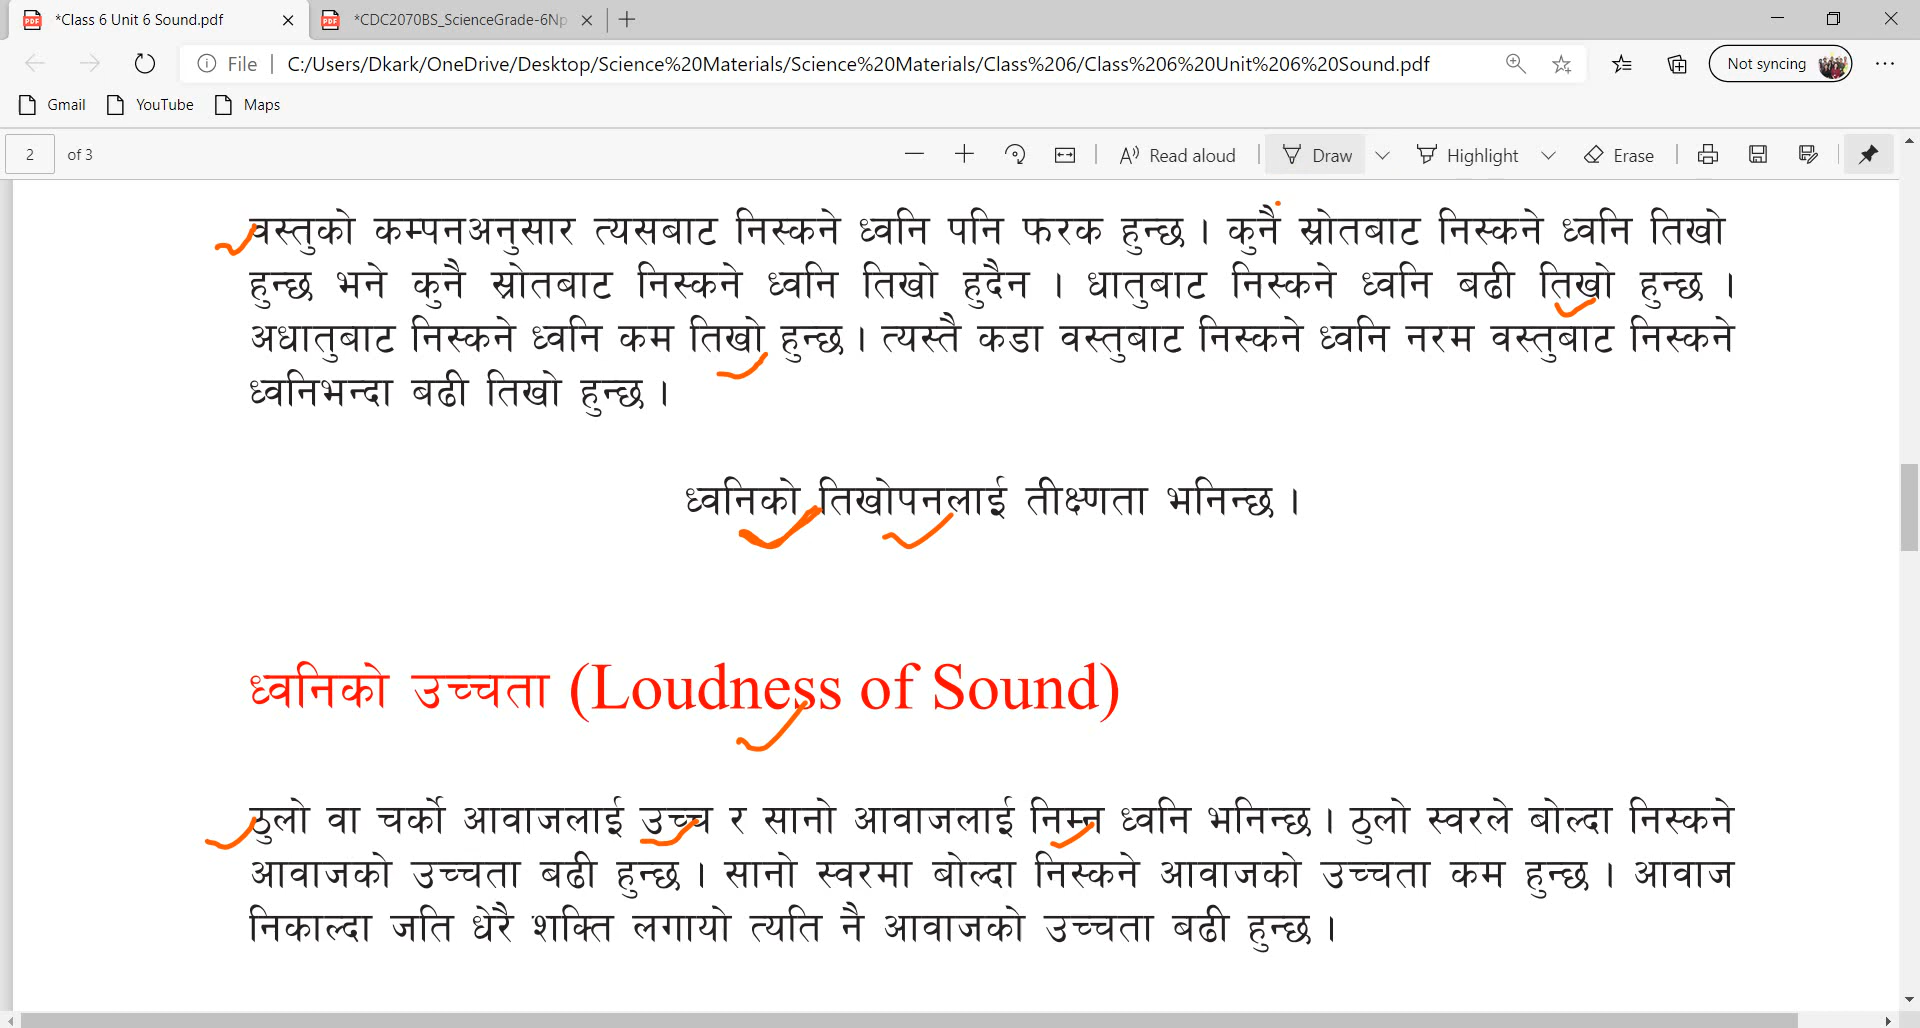 *Class 6 Unit 6 Sound.pdf
*CDC2070BS_ScienceGrade-6Np
File
C:/Users/Dkark/OneDrive/Desktop/Science%20Materials/Science%20Materials/Class%206/Class%206%20Unit%206%20Sound.pdf
Not syncing
Gmail YouTube Maps
2 of 3 Read aloud Draw Highlight Erase
वस्तुको कम्पनअनुसार त्यसबाट निस्कने ध्वनि पनि फरक हुन्छ । कुनै स्रोतबाट निस्कने ध्वनि तिखो
हुन्छ भने कुनै स्रोतबाट निस्कने ध्वनि तिखो हुदैन । धातुबाट निस्कने ध्वनि बढी तिखो हुन्छ ।
अधातुबाट निस्कने ध्वनि कम तिखो हुन्छ । त्यस्तै कडा वस्तुबाट निस्कने ध्वनि नरम वस्तुबाट निस्कने
ध्वनिभन्दा बढी तिखो हुन्छ ।
ध्वनिको तिखोपनलाई तीक्ष्णता भनिन्छ ।
ध्वनिको उच्चता (Loudness of Sound)
ठुलो वा चर्को आवाजलाई उच्च र सानो आवाजलाई निम्न ध्वनि भनिन्छ । ठुलो स्वरले बोल्दा निस्कने
आवाजको उच्चता बढी हुन्छ । सानो स्वरमा बोल्दा निस्कने आवाजको उच्चता कम हुन्छ । आवाज
निकाल्दा जति धेरै शक्ति लगायो त्यति नै आवाजको उच्चता बढी हुन्छ ।